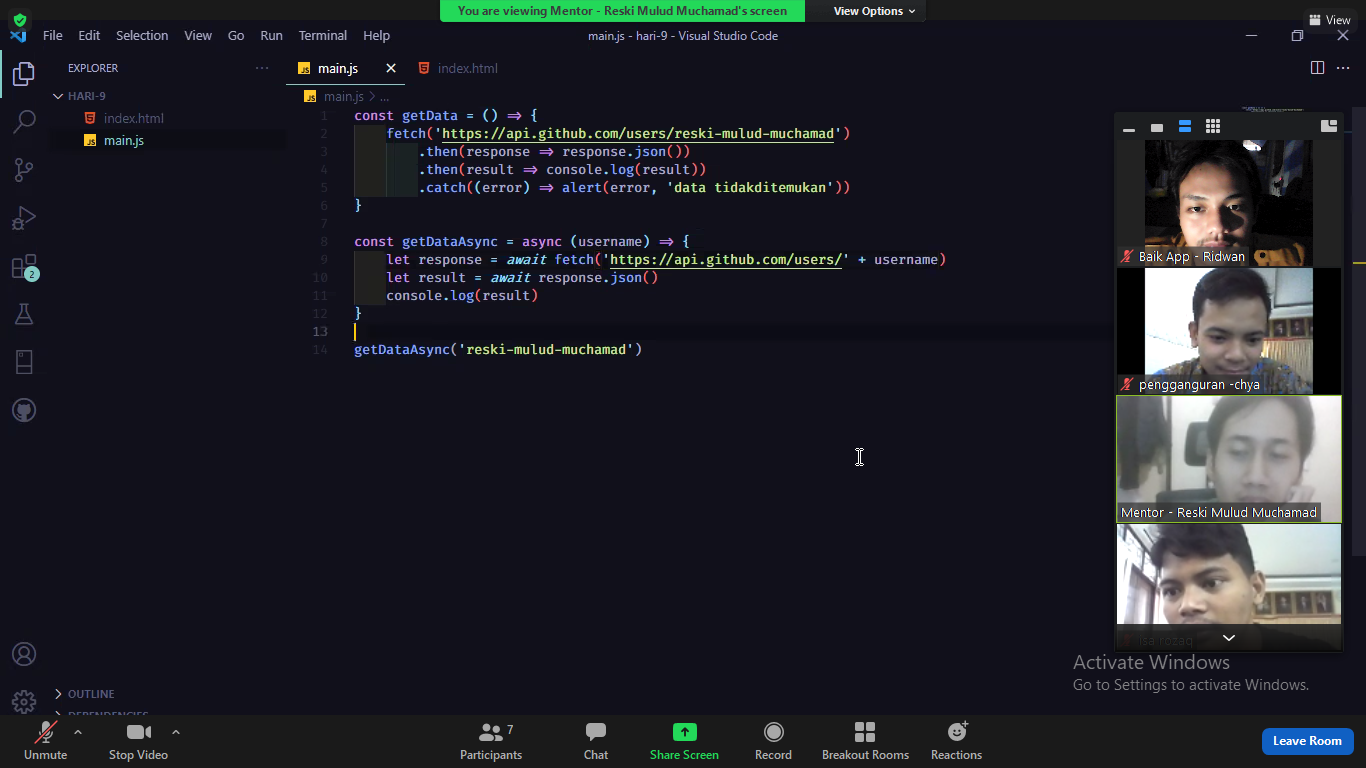 You are viewing Mentor - Reski Mulud Muchamad's screen
View Options
View
File Edit Selection View Go Run Terminal Help
main.js - hari-9 - Visual Studio Code
EXPLORER
main.js
index.html
HARI-9
index.html
main.js
main.js > ...
1 const getData = () => {
2 fetch('https://api.github.com/users/reski-mulud-muchamad')
3 .then(response => response.json())
4 .then(result => console.log(result))
5 .catch((error) => alert(error, 'data tidakditemukan'))
6 }
7
8 const getDataAsync = async (username) => {
9 let response = await fetch('https://api.github.com/users/' + username)
10 let result = await response.json()
11 console.log(result)
12 }
13
14 getDataAsync('reski-mulud-muchamad')
2
Baik App - Ridwan
pengganguran -chya
Mentor - Reski Mulud Muchamad
Activate Windows
Go to Settings to activate Windows.
OUTLINE
DEPENDENCIES
Unmute
Stop Video
Participants
7
Chat
Share Screen
Record
Breakout Rooms
Reactions
Leave Room